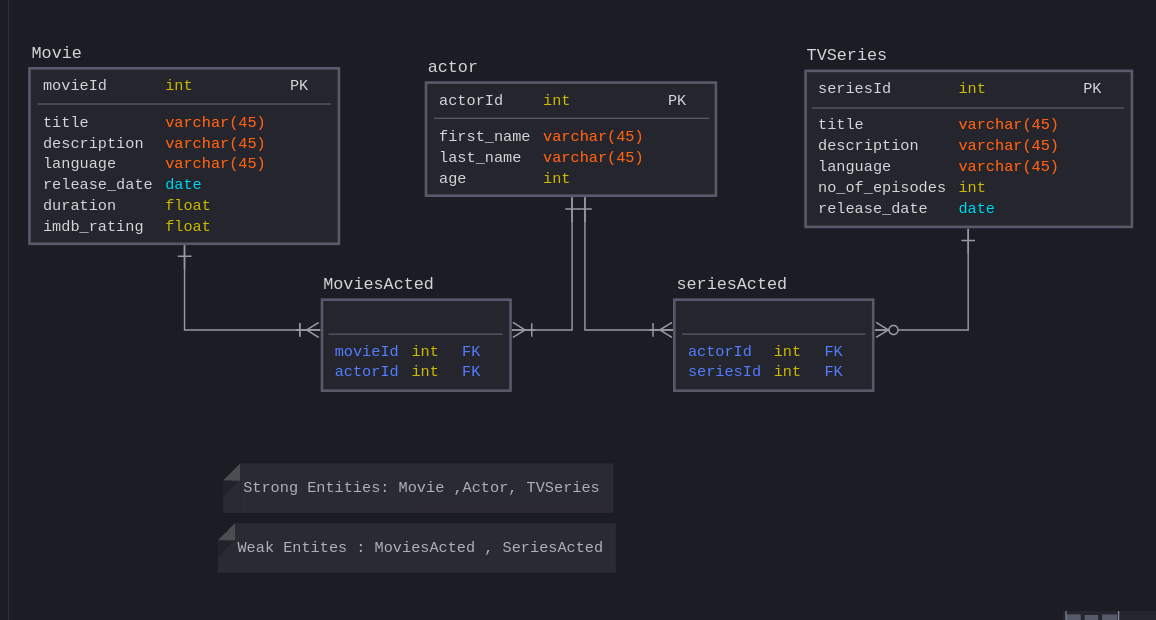 Movie
movieId int PK
title varchar(45)
description varchar(45)
language varchar(45)
release_date date
duration float
imdb_rating float
actor
actorId int PK
first_name varchar(45)
last_name varchar(45)
age int
TVSeries
seriesId int PK
title varchar(45)
description varchar(45)
language varchar(45)
no_of_episodes int
release_date date
MoviesActed
movieId int FK
actorId int FK
seriesActed
actorId int FK
seriesId int FK
Strong Entities: Movie ,Actor, TVSeries
Weak Entites : MoviesActed , SeriesActed